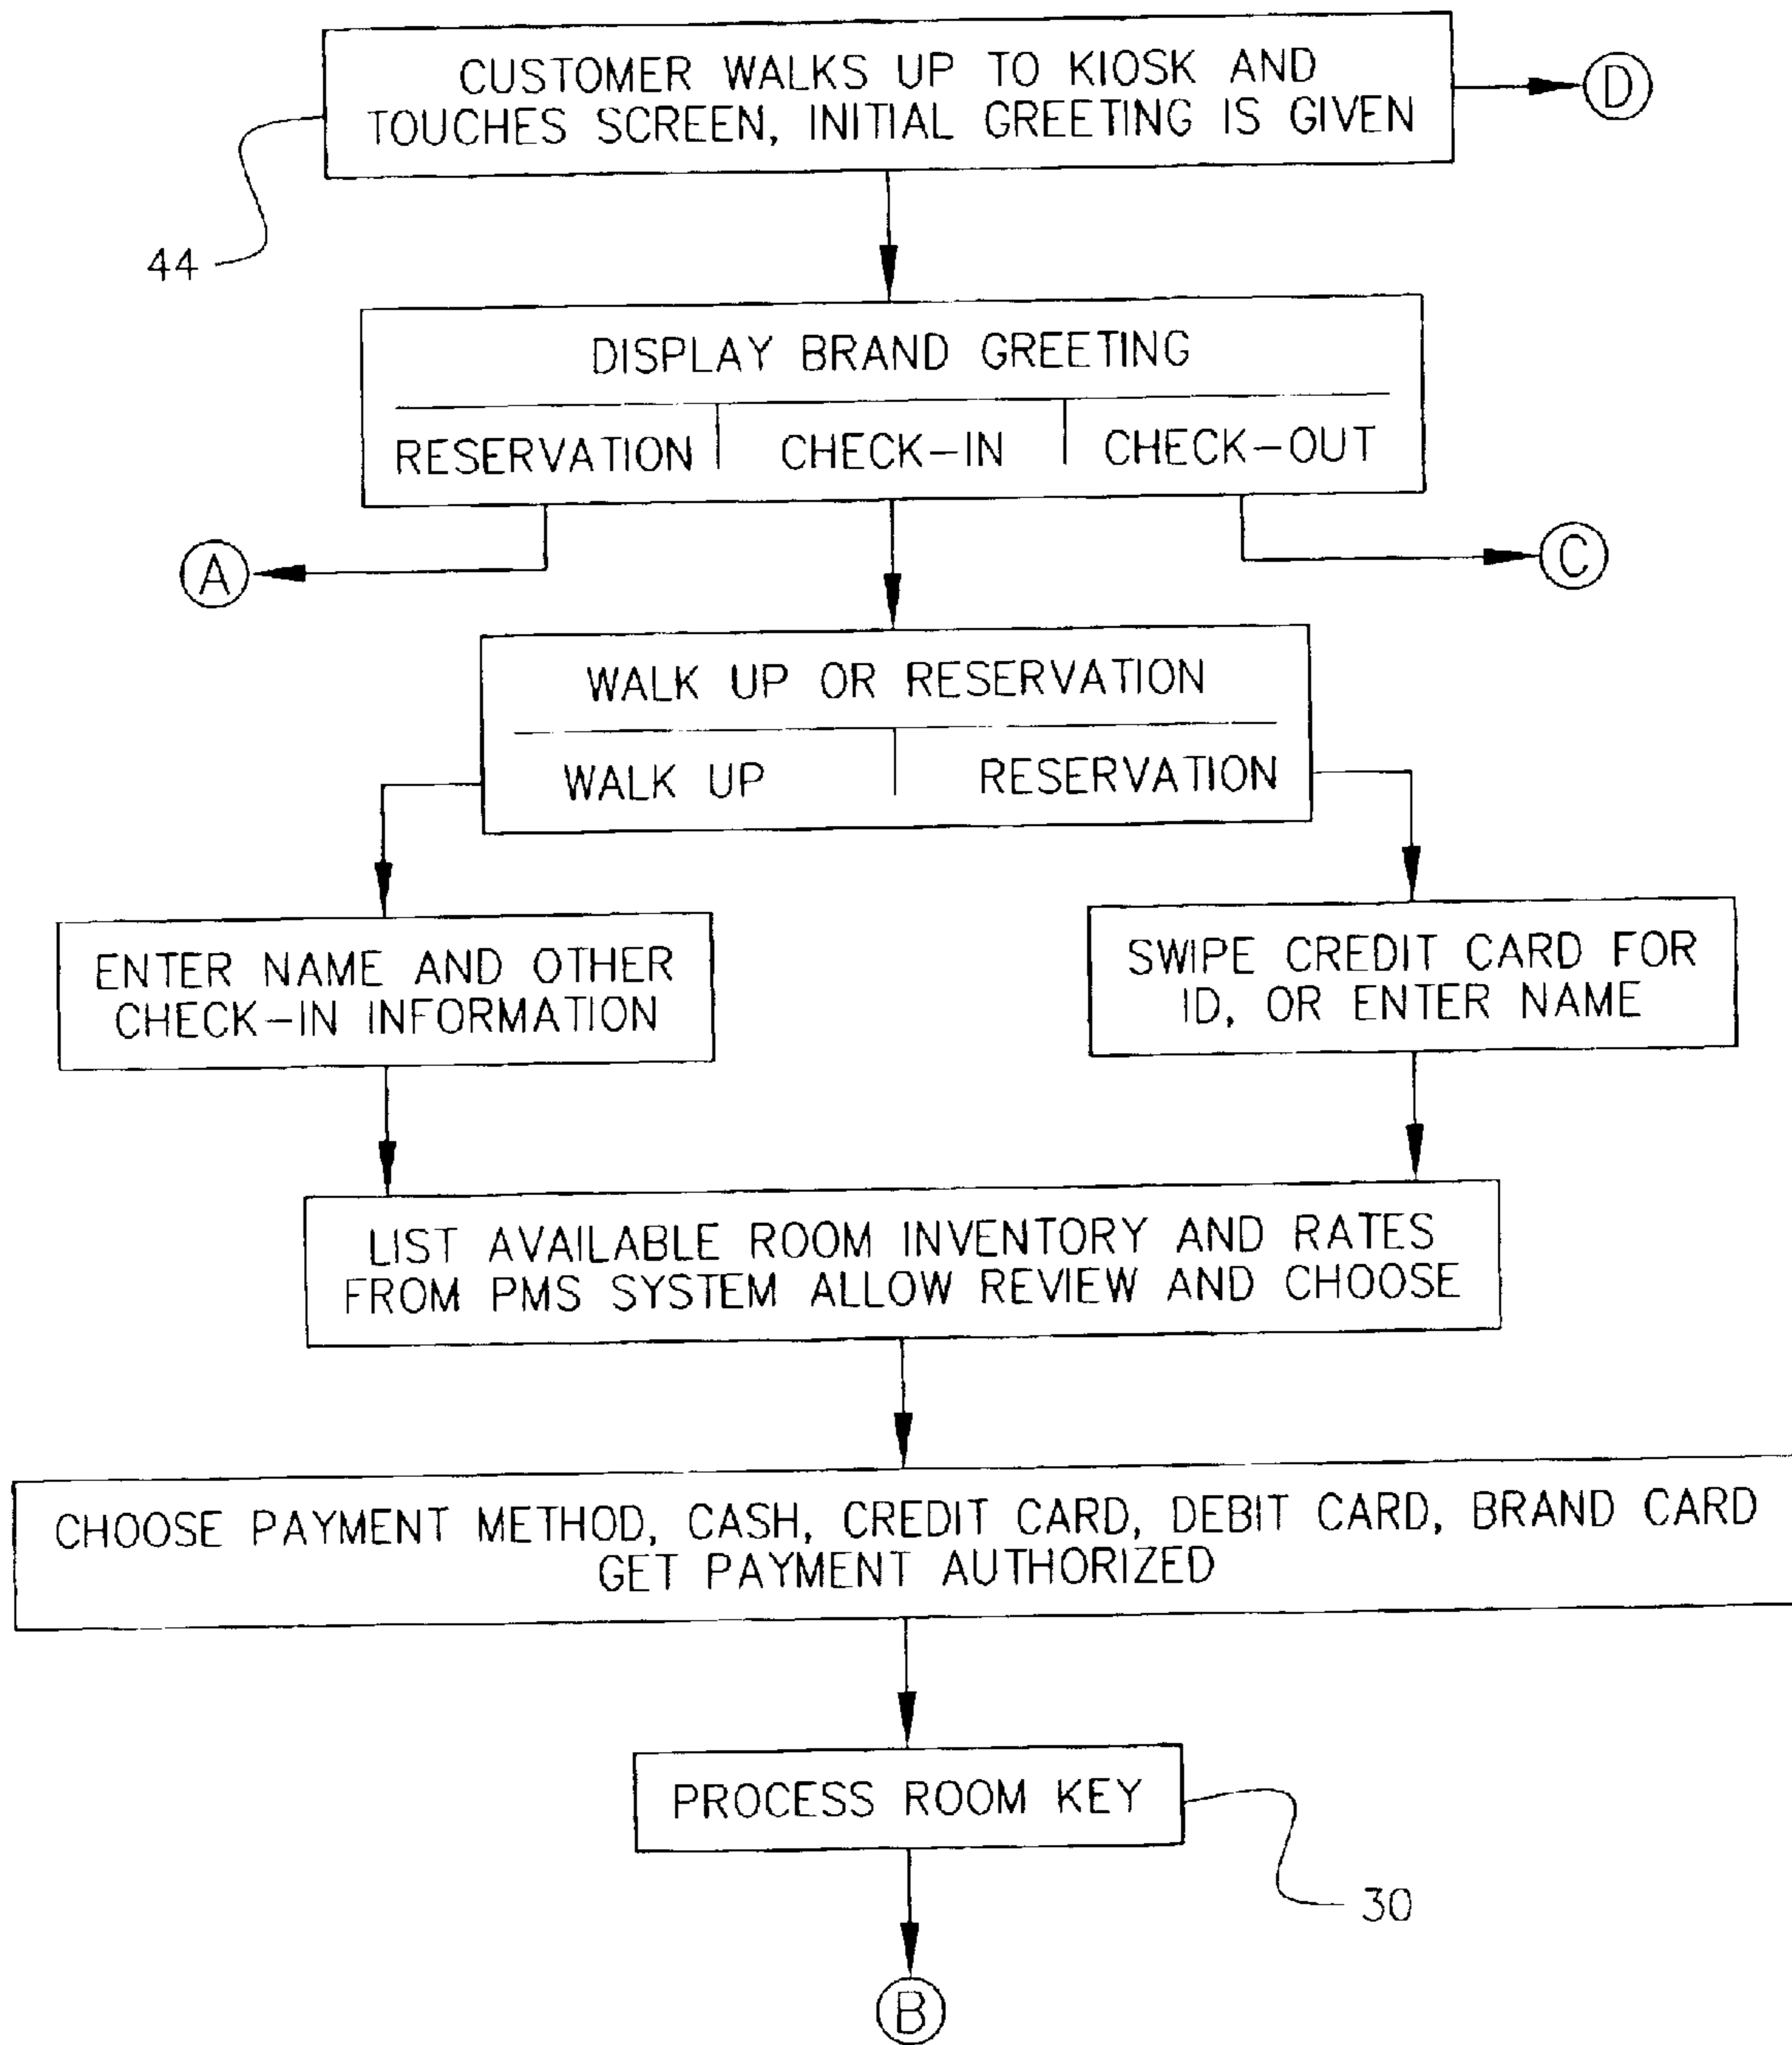 CUSTOMER WALKS UP TO KIOSK AND
TOUCHES SCREEN, INITIAL GREETING IS GIVEN
D
44
DISPLAY BRAND GREETING
RESERVATION CHECK-IN CHECK-OUT
A
C
WALK UP OR RESERVATION
WALK UP RESERVATION
ENTER NAME AND OTHER
CHECK-IN INFORMATION
SWIPE CREDIT CARD FOR
ID, OR ENTER NAME
LIST AVAILABLE ROOM INVENTORY AND RATES
FROM PMS SYSTEM ALLOW REVIEW AND CHOOSE
CHOOSE PAYMENT METHOD, CASH, CREDIT CARD, DEBIT CARD, BRAND CARD
GET PAYMENT AUTHORIZED
PROCESS ROOM KEY
30
B